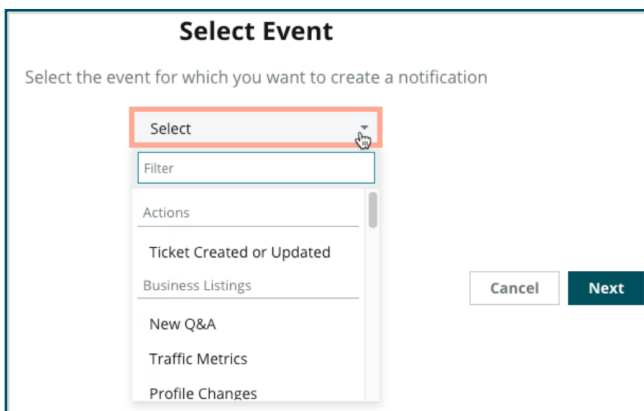 Select Event
Select the event for which you want to create a notification
Select
Filter
Actions
Ticket Created or Updated
Business Listings
New Q&A
Traffic Metrics
Profile Changes
Cancel
Next